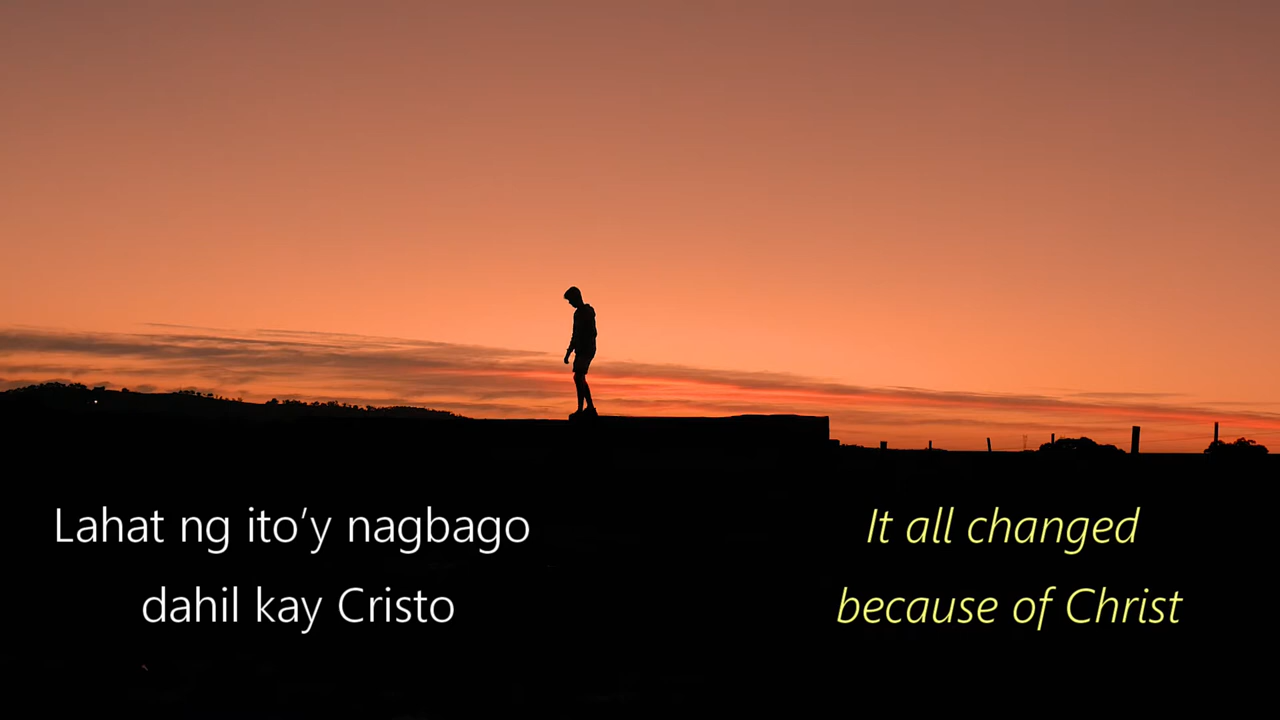 Lahat ng ito’y nagbago
dahil kay Cristo
It all changed
because of Christ